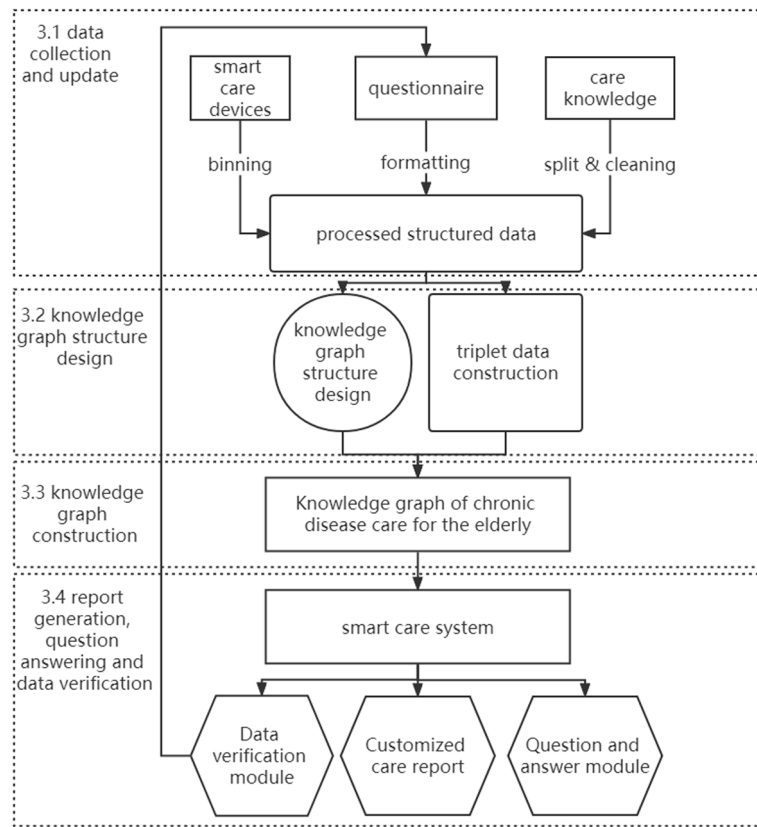 3.1 data
collection
and update
smart
care
devices
questionnaire
care
knowledge
binning
formatting
split & cleaning
processed structured data
3.2 knowledge
graph structure
design
knowledge
graph
structure
design
triplet data
construction
3.3 knowledge
graph
construction
Knowledge graph of chronic
disease care for the elderly
3.4 report
generation,
question
answering and
data verification
smart care system
Data
verification
module
Customized
care report
Question and
answer module